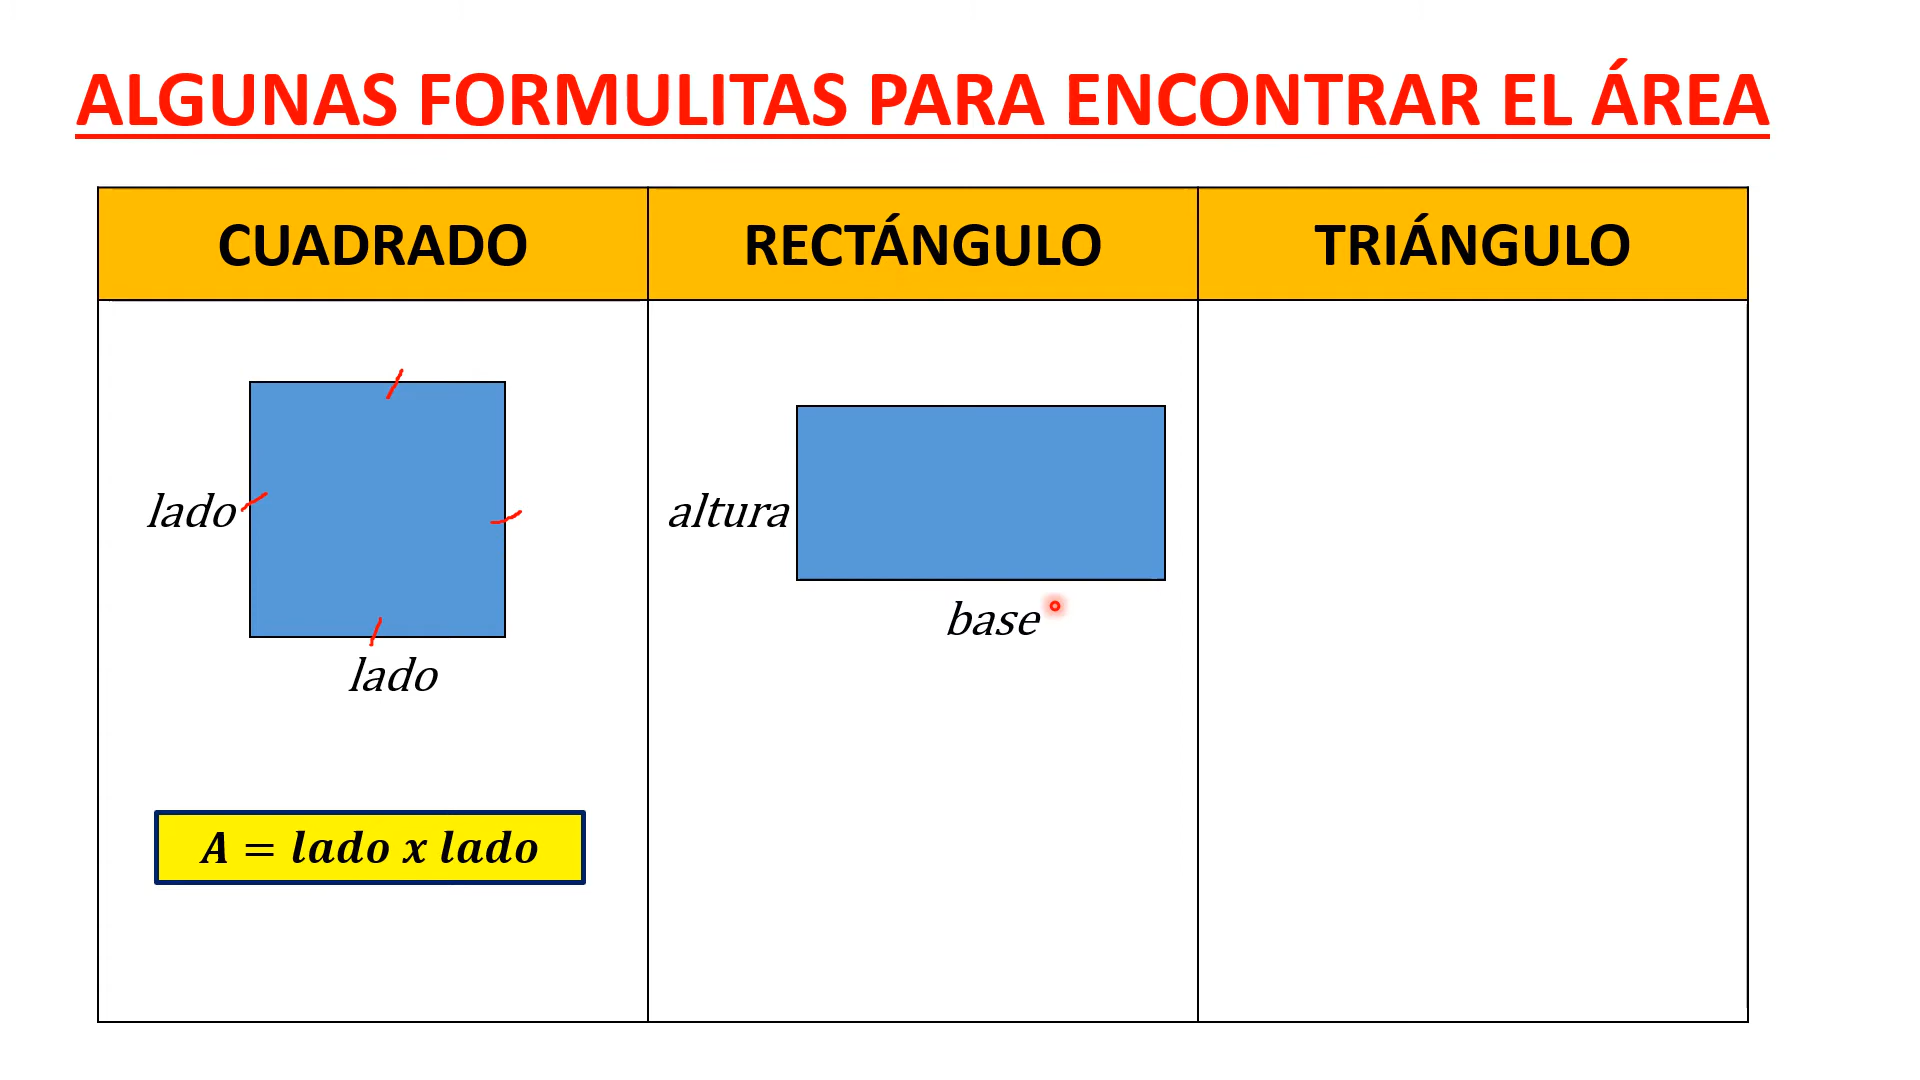 ALGUNAS FORMULITAS PARA ENCONTRAR EL ÁREA
CUADRADO
RECTÁNGULO
TRIÁNGULO
lado
lado
A = lado x lado
altura
base